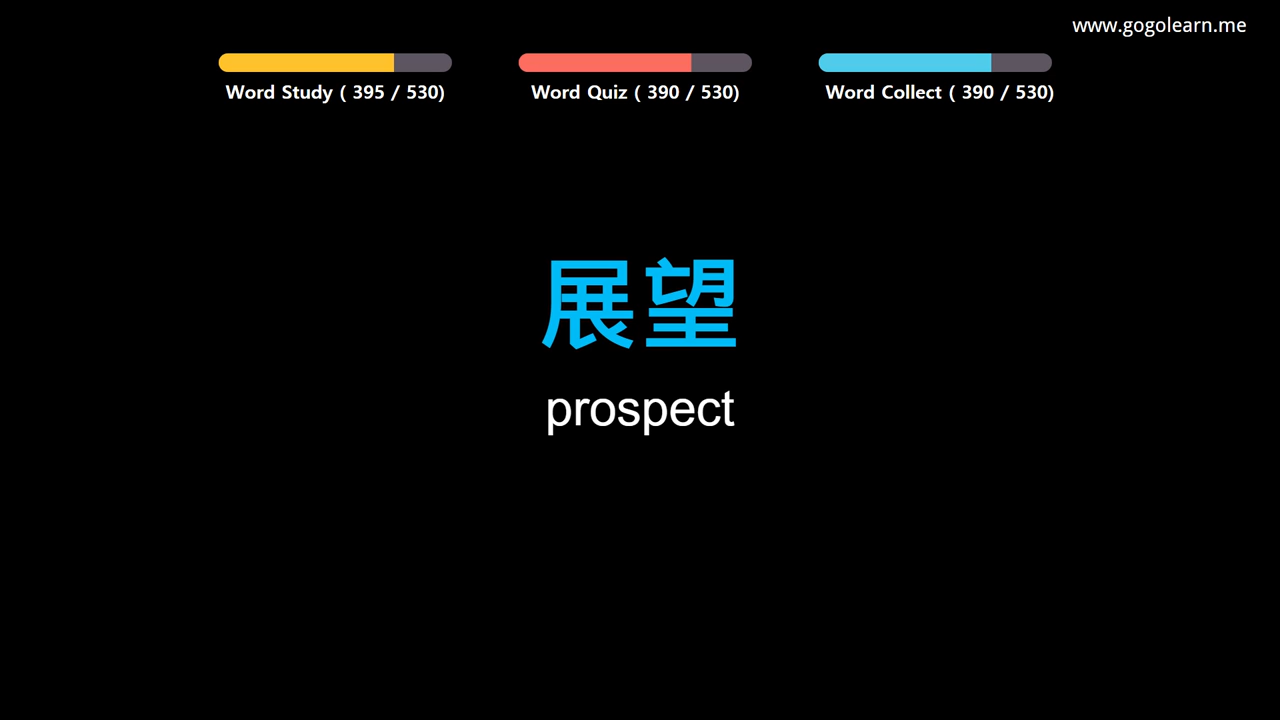 www.gogolearn.me
Word Study ( 395 / 530)
Word Quiz ( 390 / 530)
Word Collect ( 390 / 530)
展望
prospect